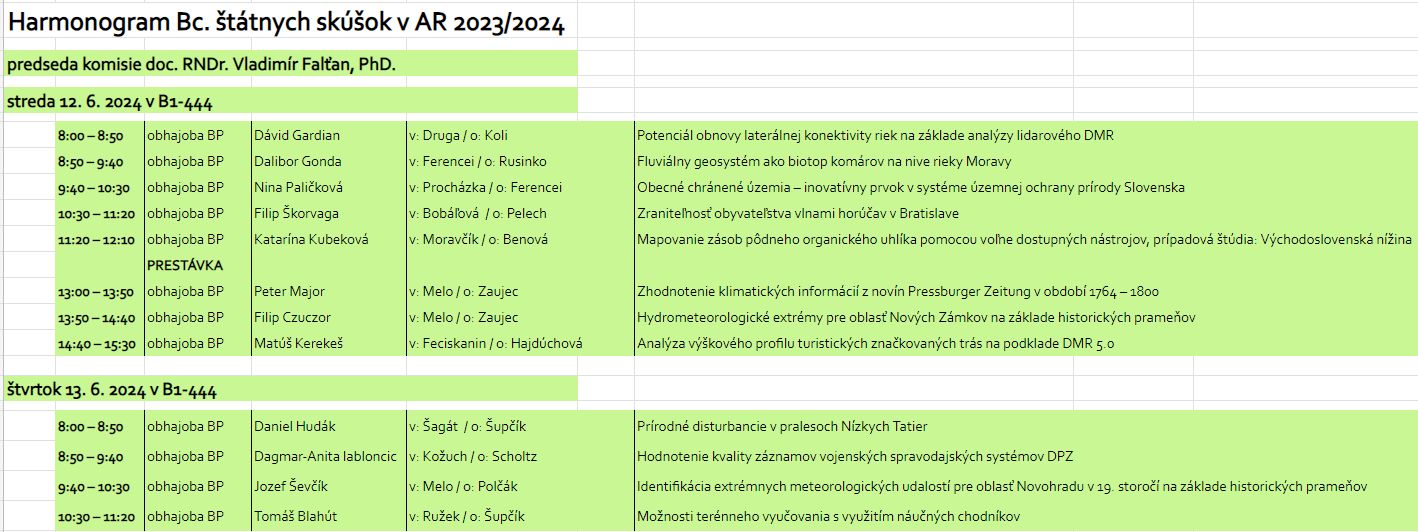 Harmonogram Bc. štátnych skúšok v AR 2023/2024
predseda komisie doc. RNDr. Vladimír Falťan, PhD.
streda 12. 6. 2024 v B1-444
8:00 – 8:50 obhajoba BP Dávid Gardian v: Druga / o: Koli Potenciál obnovy laterálnej konektivity riek na základe analýzy lidarového DMR
8:50 – 9:40 obhajoba BP Dalibor Gonda v: Ferencei / o: Rusinko Fluviálny geosystém ako biotop komárov na nive rieky Moravy
9:40 – 10:30 obhajoba BP Nina Paličková v: Procházka / o: Ferencei Obecné chránené územia – inovatívny prvok v systéme územnej ochrany prírody Slovenska
10:30 – 11:20 obhajoba BP Filip Škorvaga v: Bobáľová / o: Pelech Zraniteľnosť obyvateľstva vlnami horúčav v Bratislave
11:20 – 12:10 obhajoba BP Katarína Kubeková v: Moravčík / o: Benová Mapovanie zásob pôdneho organického uhlíka pomocou voľne dostupných nástrojov, prípadová štúdia: Východoslovenská nížina
PRESTÁVKA
13:00 – 13:50 obhajoba BP Peter Major v: Melo / o: Zaujec Zhodnotenie klimatických informácií z novín Pressburger Zeitung v období 1764 – 1800
13:50 – 14:40 obhajoba BP Filip Czuczor v: Melo / o: Zaujec Hydrometeorologické extrémy pre oblasť Nových Zámkov na základe historických prameňov
14:40 – 15:30 obhajoba BP Matúš Kerekeš v: Feciskanin / o: Hajdúchová Analýza výškového profilu turistických značkovaných trás na podklade DMR 5.0
štvrtok 13. 6. 2024 v B1-444
8:00 – 8:50 obhajoba BP Daniel Hudák v: Šagát / o: Šupčík Prírodné disturbancie v pralesoch Nízkych Tatier
8:50 – 9:40 obhajoba BP Dagmar-Anita Iabloncic v: Kožuch / o: Scholtz Hodnotenie kvality záznamov vojenských spravodajských systémov DPZ
9:40 – 10:30 obhajoba BP Jozef Ševčík v: Melo / o: Polčák Identifikácia extrémnych meteorologických udalostí pre oblasť Novohradu v 19. storočí na základe historických prameňov
10:30 – 11:20 obhajoba BP Tomáš Blahút v: Ružek / o: Šupčík Možnosti terénneho vyučovania s využitím náučných chodníkov